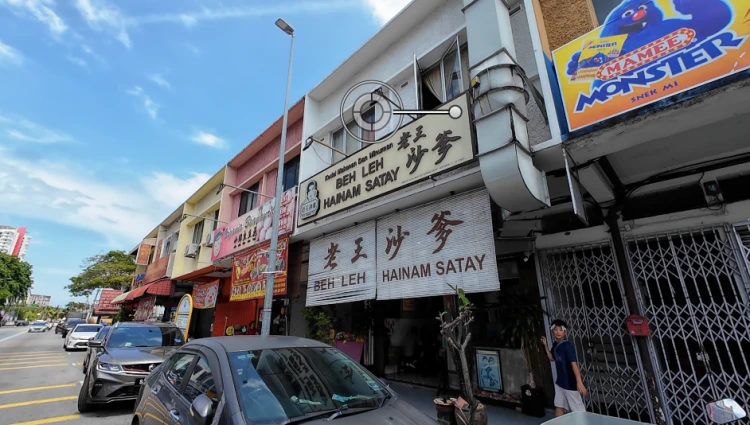 Kedai Makanan Dan Minuman
BEH LEH
HAINAM SATAY
老王
沙爹
老王沙爹
BEH LEH HAINAM SATAY
MAMEE
MONSTER
SNEK MI